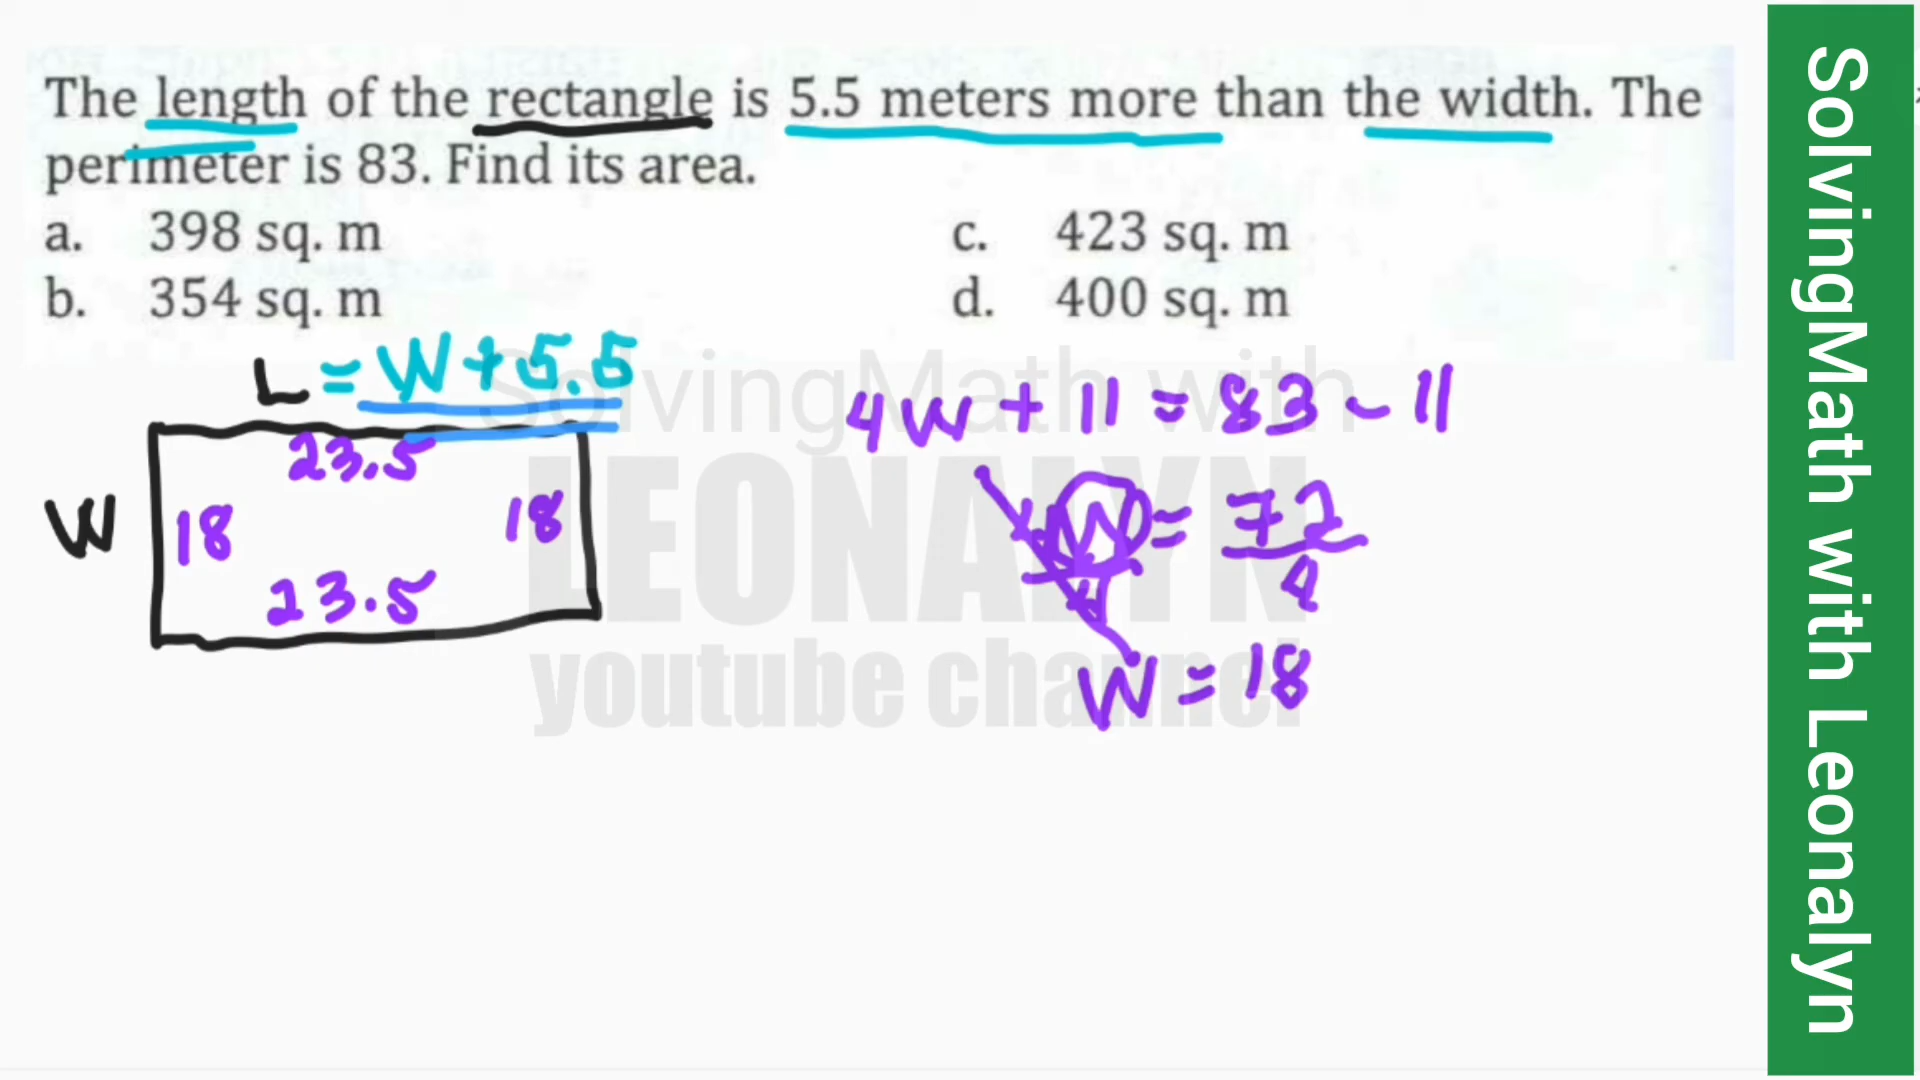 The length of the rectangle is 5.5 meters more than the width. The
perimeter is 83. Find its area.
a. 398 sq. m
c. 423 sq. m
b. 354 sq. m
d. 400 sq. m
L = W + 5.5
4W + 11 = 83 - 11
23.5
W
18
18
4W = 72
4
4
23.5
W = 18
SolvingMath with
LEONALYN
youtube channel
SolvingMath with Leonalyn